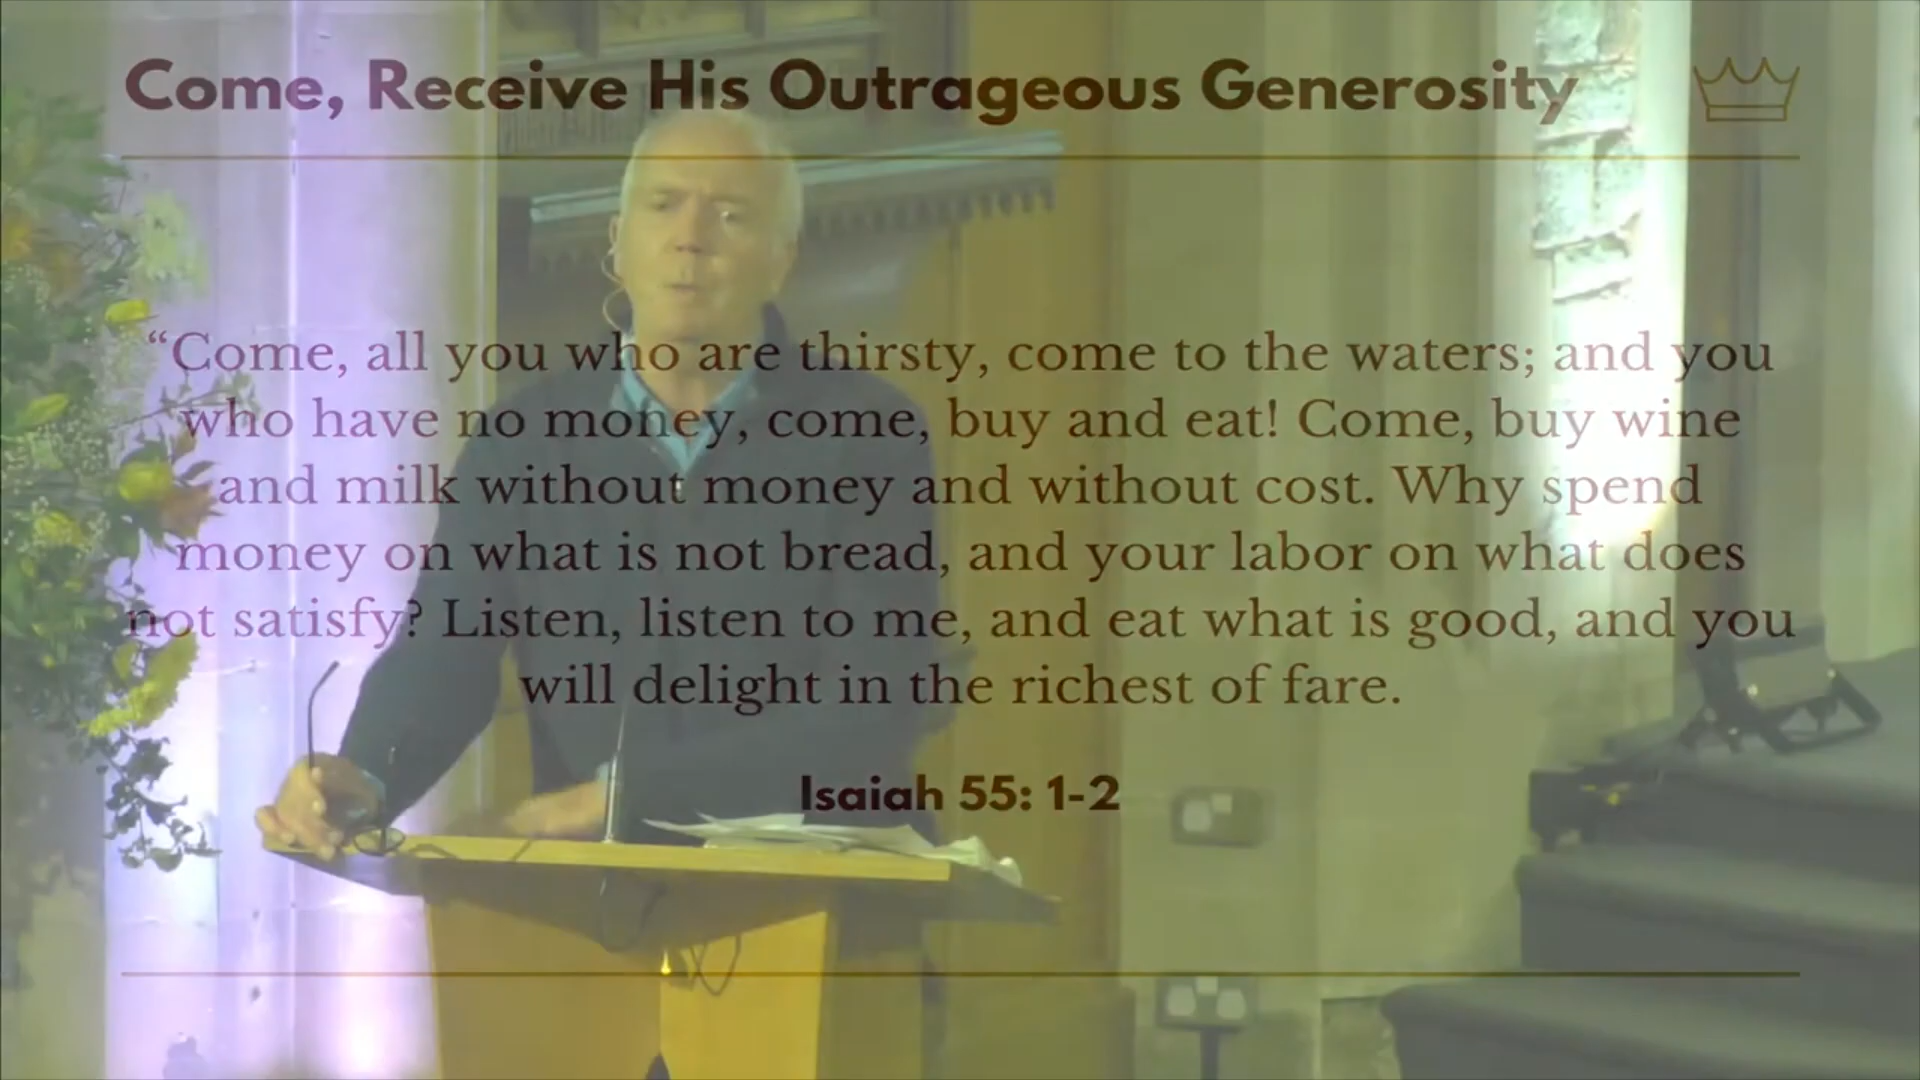 Come, Receive His Outrageous Generosity
“Come, all you who are thirsty, come to the waters; and you
who have no money, come, buy and eat! Come, buy wine
and milk without money and without cost. Why spend
money on what is not bread, and your labor on what does
not satisfy? Listen, listen to me, and eat what is good, and you
will delight in the richest of fare.
Isaiah 55: 1-2